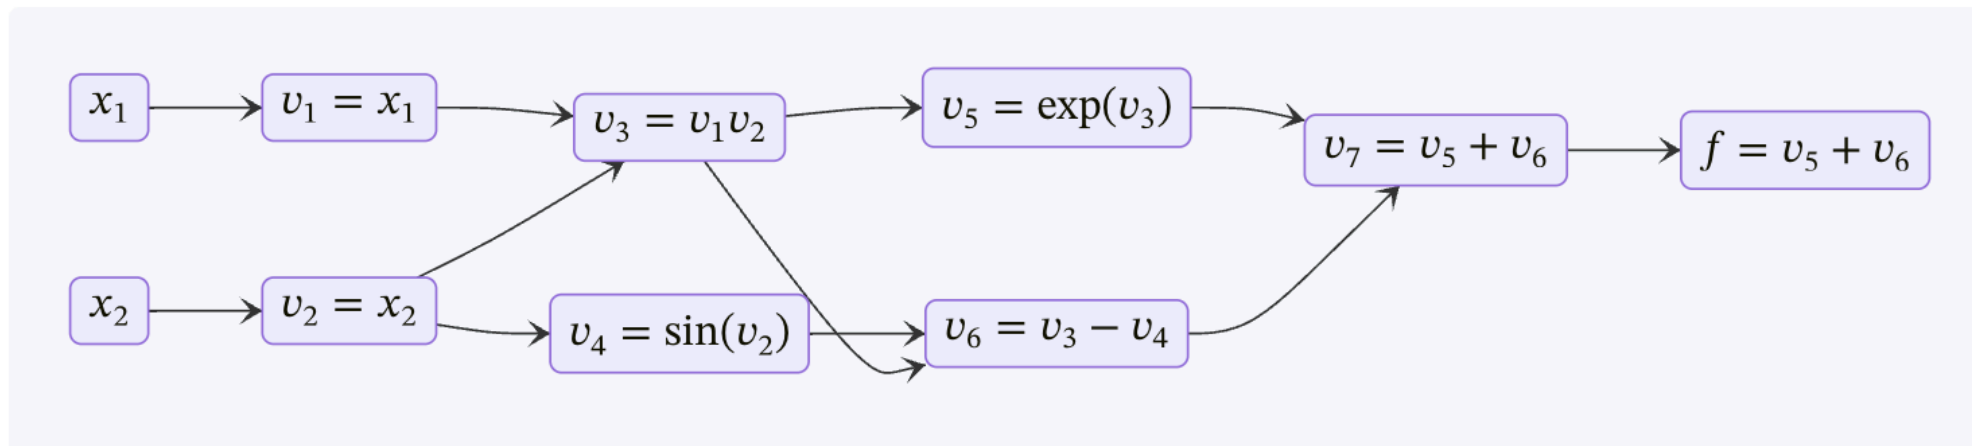 x₁
v₁ = x₁
v₃ = v₁v₂
v₅ = exp(v₃)
v₇ = v₅ + v₆
f = v₅ + v₆
x₂
v₂ = x₂
v₄ = sin(v₂)
v₆ = v₃ − v₄